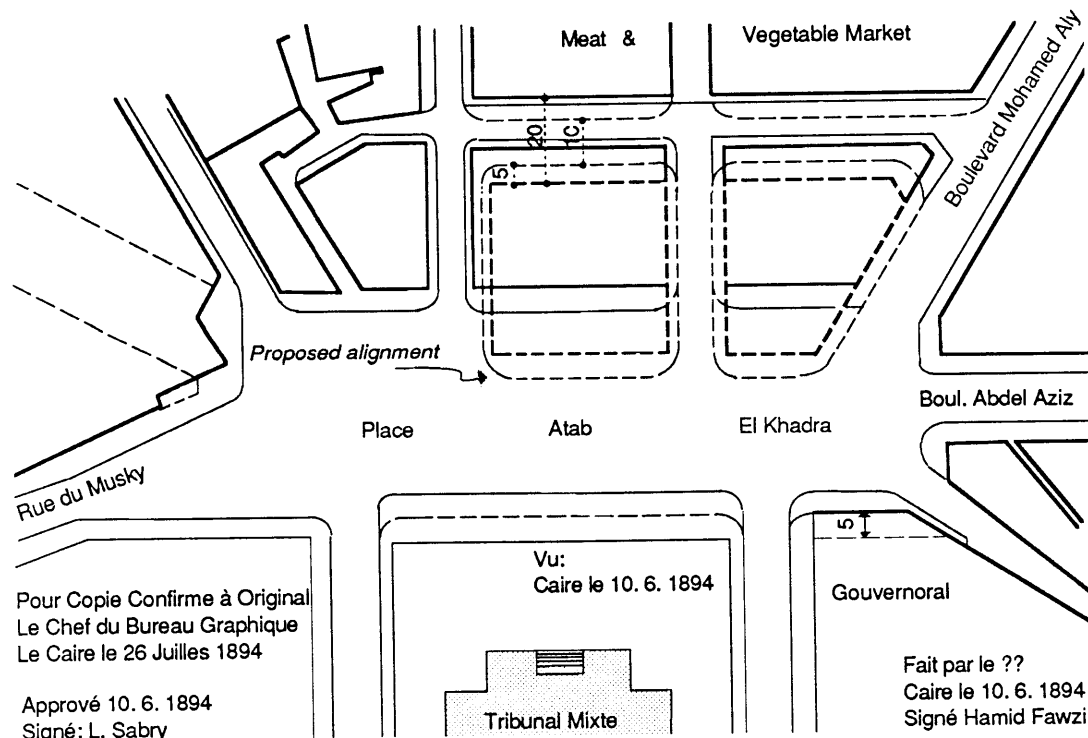 Meat &
Vegetable Market
Boulevard Mohamed Aly
20
1C
5
Proposed alignment
Boul. Abdel Aziz
Place
Atab
El Khadra
Rue du Musky
5
Vu:
Caire le 10. 6. 1894
Gouvernoral
Pour Copie Confirme à Original
Le Chef du Bureau Graphique
Le Caire le 26 Juilles 1894
Apprové 10. 6. 1894
Signé: L. Sabry
Tribunal Mixte
Fait par le ??
Caire le 10. 6. 1894
Signé Hamid Fawzi